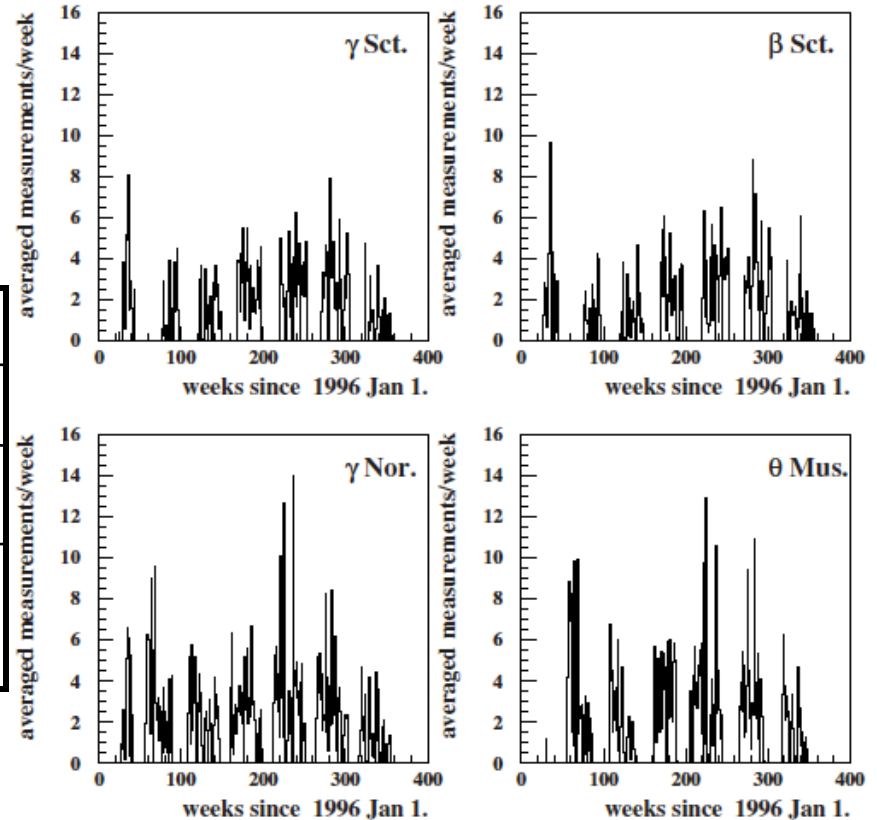 γ Sct.
averaged measurements/week
16
14
12
10
8
6
4
2
0
0 100 200 300 400
weeks since 1996 Jan 1.
β Sct.
averaged measurements/week
16
14
12
10
8
6
4
2
0
0 100 200 300 400
weeks since 1996 Jan 1.
γ Nor.
averaged measurements/week
16
14
12
10
8
6
4
2
0
0 100 200 300 400
weeks since 1996 Jan 1.
θ Mus.
averaged measurements/week
16
14
12
10
8
6
4
2
0
0 100 200 300 400
weeks since 1996 Jan 1.